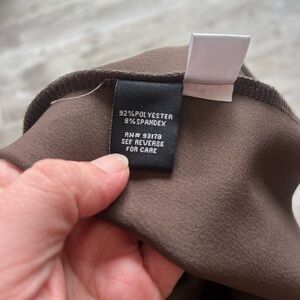 92%POLYESTER
8%SPANDEX
RN# 93178
SEE REVERSE
FOR CARE